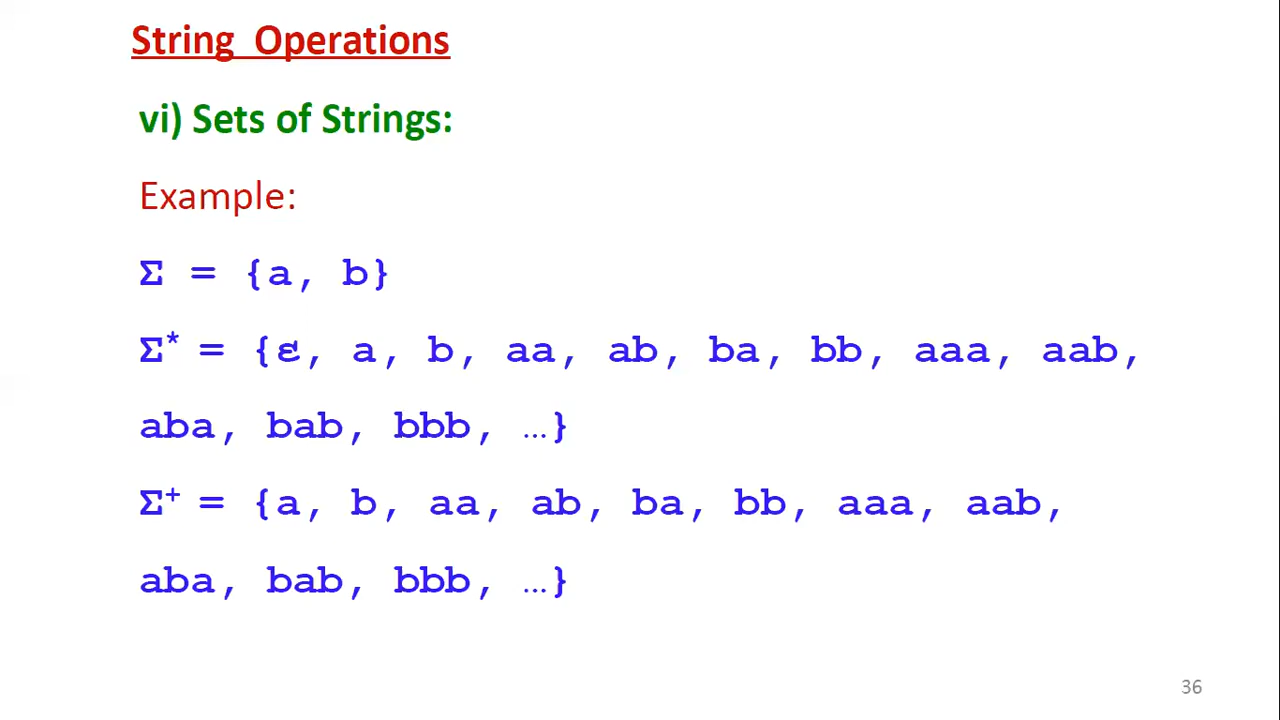 String Operations
vi) Sets of Strings:
Example:
Σ = {a, b}
Σ* = {ε, a, b, aa, ab, ba, bb, aaa, aab,
aba, bab, bbb, …}
Σ⁺ = {a, b, aa, ab, ba, bb, aaa, aab,
aba, bab, bbb, …}
36